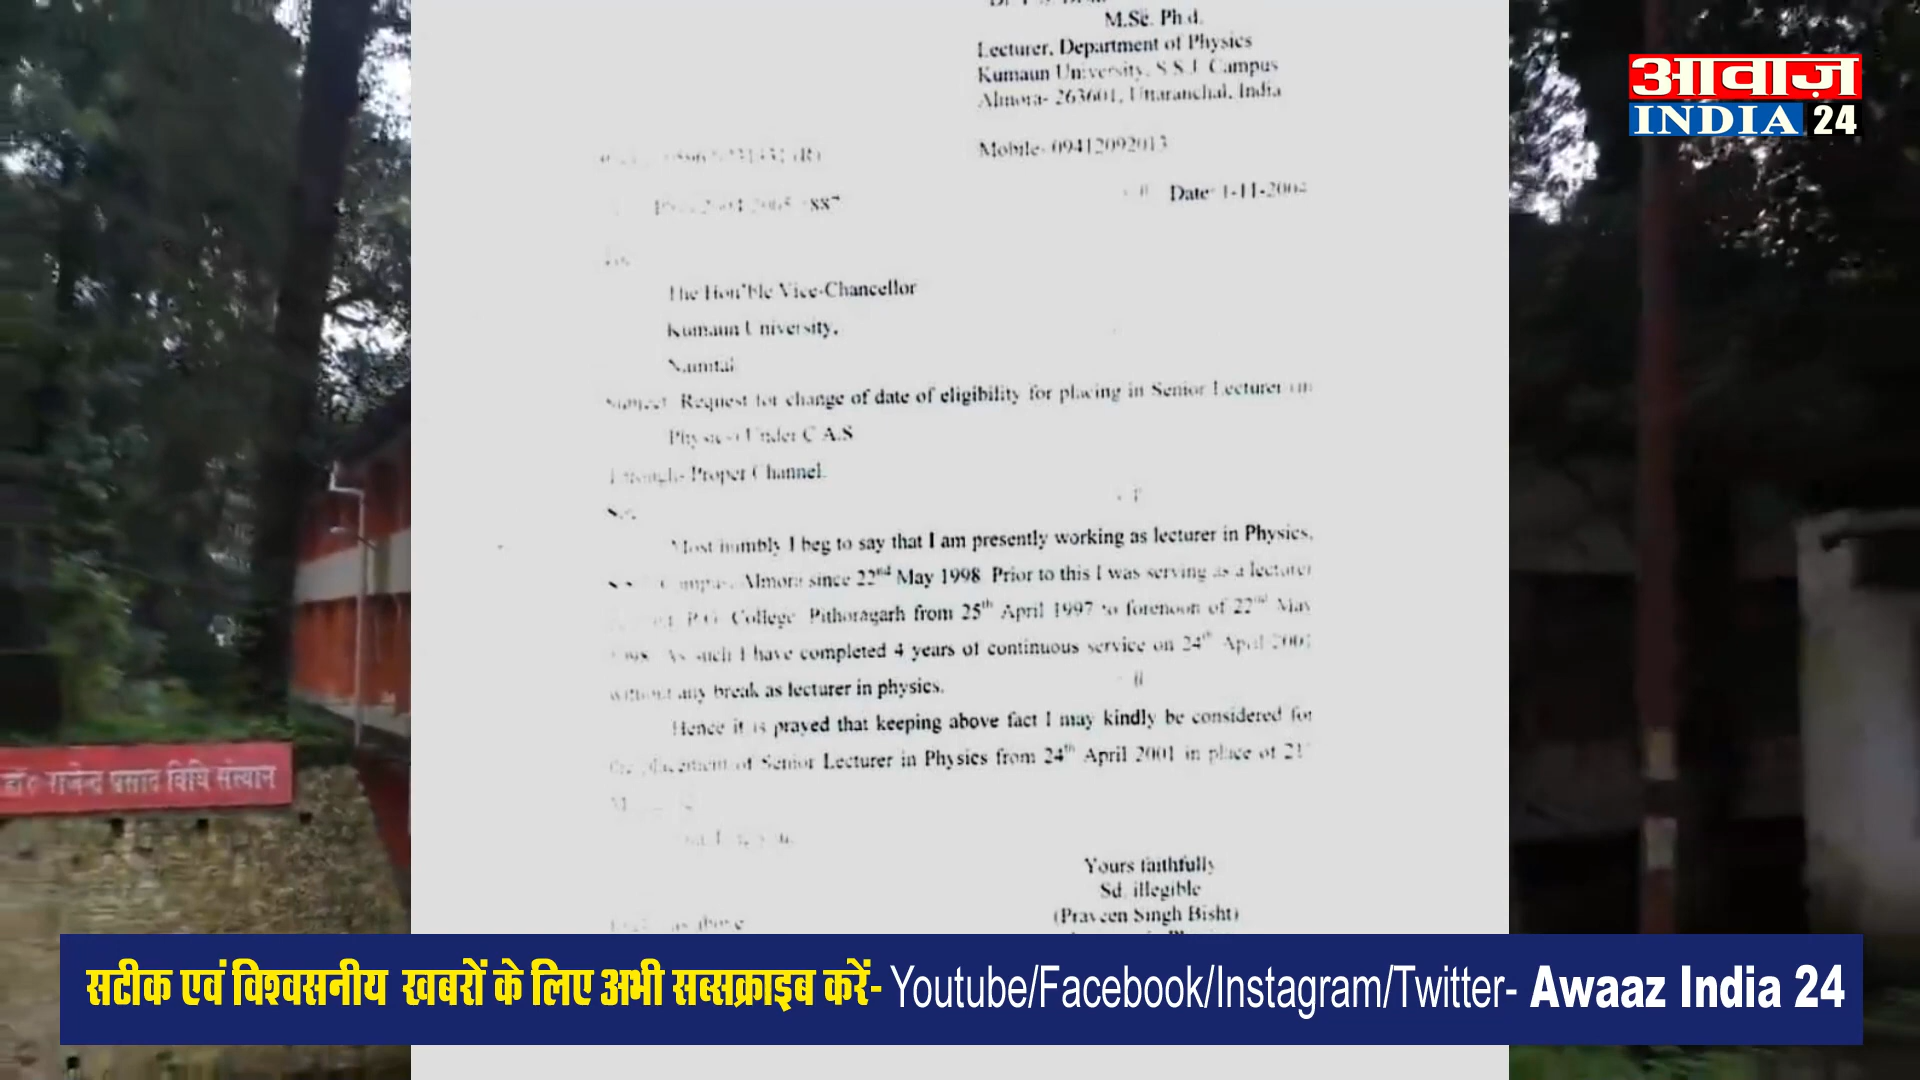 M.Sc. Ph.d.
Lecturer, Department of Physics
Kumaun University, S.S.J. Campus
Almora- 263601, Uttaranchal, India
Mobile- 09412092013
Date: 1-11-2004
The Hon'ble Vice-Chancellor
Kumaun University,
Nainital
Subject: Request for change of date of eligibility for placing in Senior Lecturer (in
Physics) Under C.A.S
Through- Proper Channel.
Most humbly I beg to say that I am presently working as lecturer in Physics,
Campus, Almora since 22nd May 1998. Prior to this I was serving as a lecturer
P.G. College, Pithoragarh from 25th April 1997 to forenoon of 22nd May
1998. As such I have completed 4 years of continuous service on 24th April 2001
without any break as lecturer in physics.
Hence it is prayed that keeping above fact I may kindly be considered for
the placement of Senior Lecturer in Physics from 24th April 2001 in place of 21
Yours faithfully
Sd. illegible
(Praveen Singh Bisht)
आवाज़
INDIA 24
डॉ० राजेन्द्र प्रसाद विधि संस्थान
सटीक एवं विश्वसनीय खबरों के लिए अभी सब्सक्राइब करें- Youtube/Facebook/Instagram/Twitter- Awaaz India 24